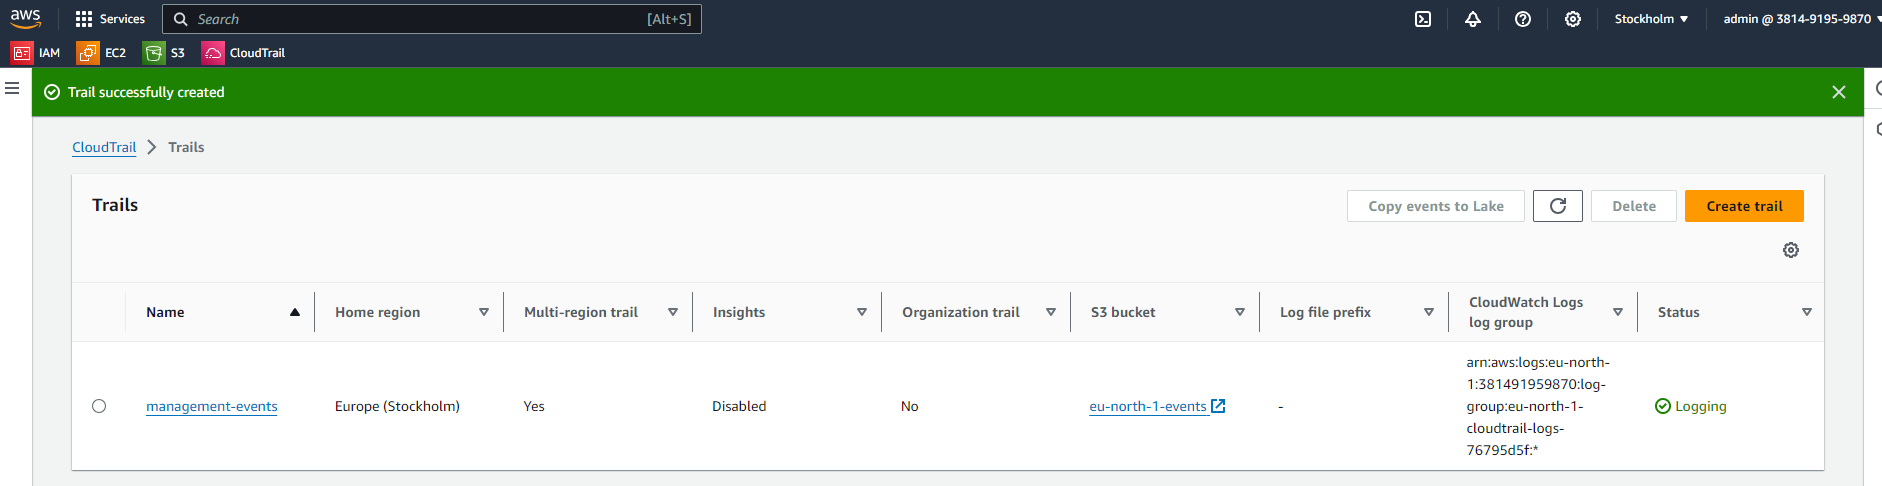 aws
Services
Search
[Alt+S]
Stockholm
admin @ 3814-9195-9870
IAM
EC2
S3
CloudTrail
Trail successfully created
CloudTrail
Trails
Trails
Copy events to Lake
Delete
Create trail
Name
Home region
Multi-region trail
Insights
Organization trail
S3 bucket
Log file prefix
CloudWatch Logs
log group
Status
management-events
Europe (Stockholm)
Yes
Disabled
No
eu-north-1-events
-
arn:aws:logs:eu-north-
1:381491959870:log-
group:eu-north-1-
cloudtrail-logs-
76795d5f:*
Logging